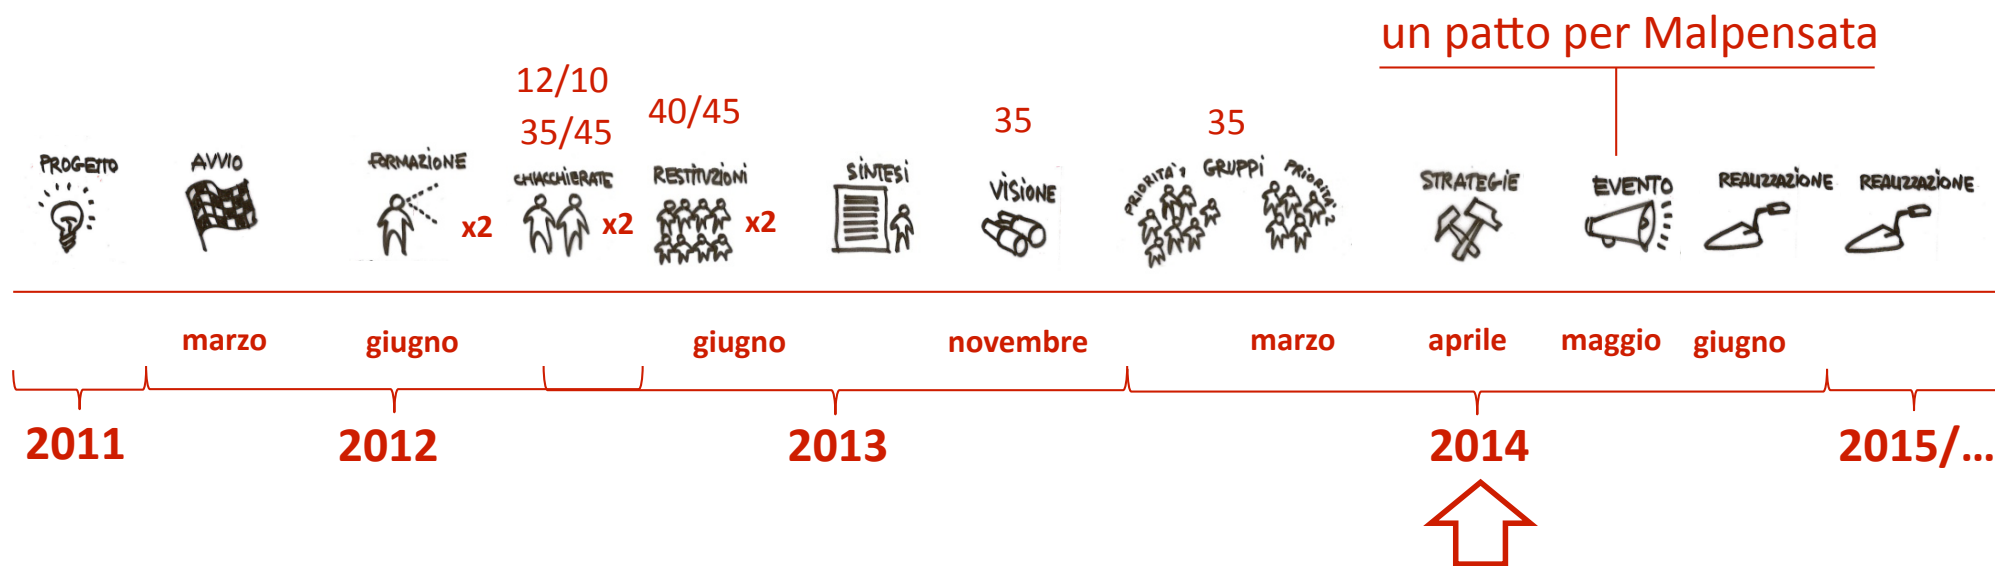 un patto per Malpensata
12/10
35/45
40/45
35
35
PROGETTO
AVVIO
FORMAZIONE
x2
CHIACCHIERATE
x2
RESTITUZIONI
x2
SINTESI
VISIONE
PRIORITÀ 1
GRUPPI
PRIORITÀ 2
STRATEGIE
EVENTO
REALIZZAZIONE
REALIZZAZIONE
marzo
giugno
giugno
novembre
marzo
aprile
maggio
giugno
2011
2012
2013
2014
2015/...